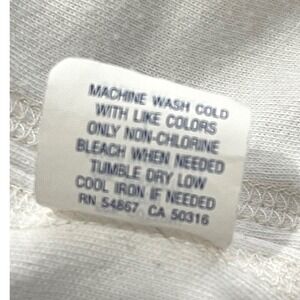 MACHINE WASH COLD
WITH LIKE COLORS
ONLY NON-CHLORINE
BLEACH WHEN NEEDED
TUMBLE DRY LOW
COOL IRON IF NEEDED
RN 54867 CA 50316